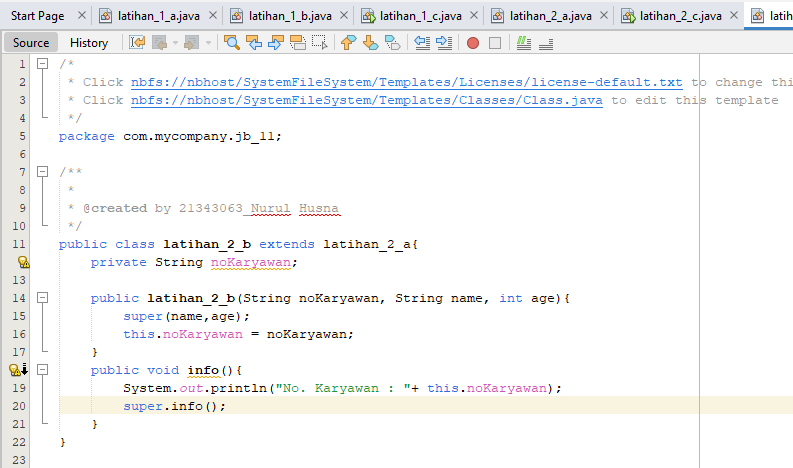 Start Page latihan_1_a.java latihan_1_b.java latihan_1_c.java latihan_2_a.java latihan_2_c.java latih
Source History
1 /*
2 * Click nbfs://nbhost/SystemFileSystem/Templates/Licenses/license-default.txt to change thi
3 * Click nbfs://nbhost/SystemFileSystem/Templates/Classes/Class.java to edit this template
4 */
5 package com.mycompany.jb_11;
6
7 /**
8 *
9 * @created by 21343063_Nurul Husna
10 */
11 public class latihan_2_b extends latihan_2_a{
private String noKaryawan;
13
14 public latihan_2_b(String noKaryawan, String name, int age){
15 super(name,age);
16 this.noKaryawan = noKaryawan;
17 }
public void info(){
19 System.out.println("No. Karyawan : "+ this.noKaryawan);
20 super.info();
21 }
22 }
23